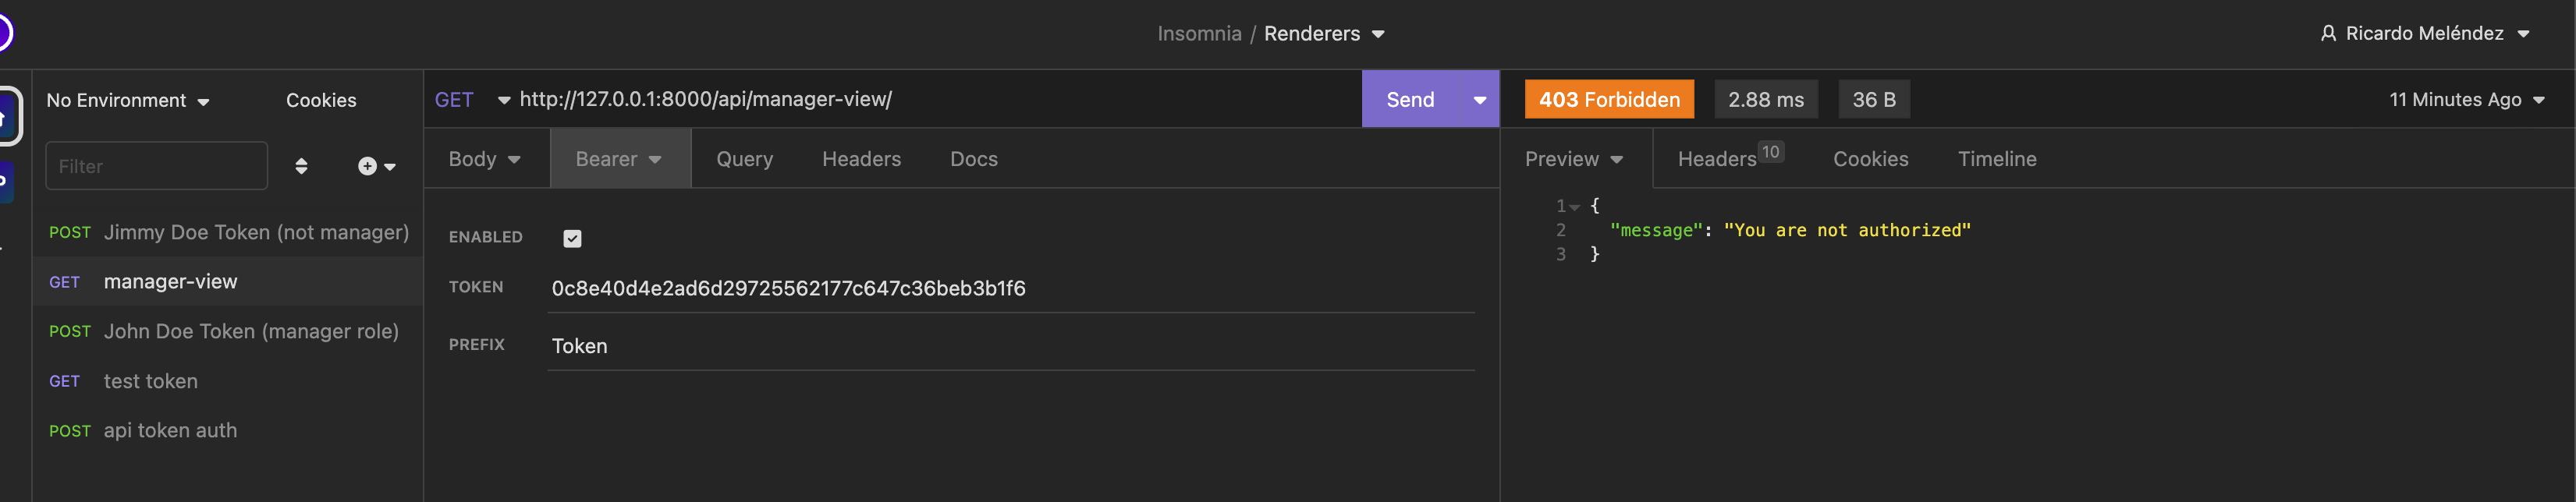 Insomnia / Renderers
Ricardo Meléndez
No Environment
Cookies
GET http://127.0.0.1:8000/api/manager-view/
Send
403 Forbidden
2.88 ms
36 B
11 Minutes Ago
Filter
Body
Bearer
Query
Headers
Docs
Preview
Headers 10
Cookies
Timeline
POST Jimmy Doe Token (not manager)
GET manager-view
POST John Doe Token (manager role)
GET test token
POST api token auth
ENABLED
TOKEN 0c8e40d4e2ad6d29725562177c647c36beb3b1f6
PREFIX Token
1 {
2 "message": "You are not authorized"
3 }